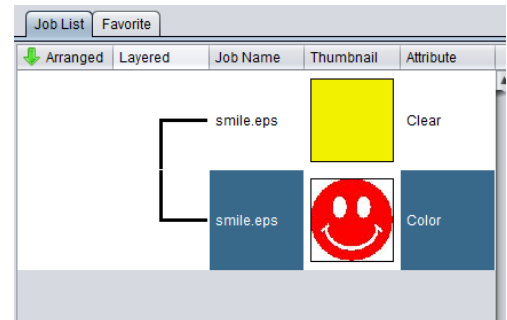 Job List Favorite
Arranged Layered Job Name Thumbnail Attribute
smile.eps Clear
smile.eps Color